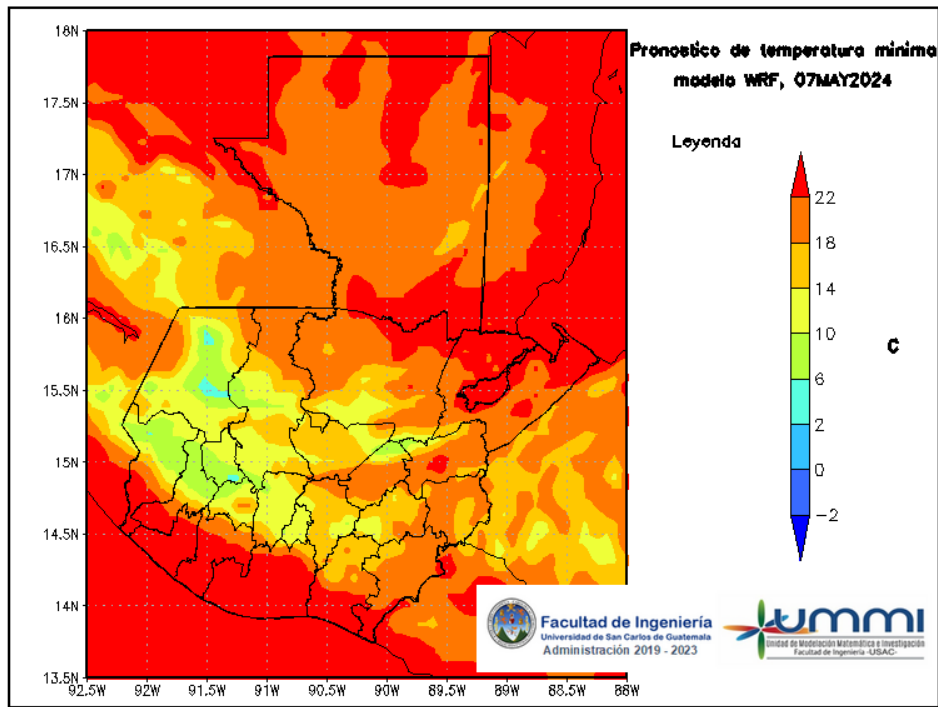 Pronostico de temperatura minima
modelo WRF, 07MAY2024
Leyenda
22
18
14
10
6
2
0
−2
C
18N
17.5N
17N
16.5N
16N
15.5N
15N
14.5N
14N
13.5N
92.5W 92W 91.5W 91W 90.5W 90W 89.5W 89W 88.5W 88W
Facultad de Ingeniería
Universidad de San Carlos de Guatemala
Administración 2019 - 2023
UMMI
Unidad de Modelación Matemática e Investigación
Facultad de Ingeniería -USAC-